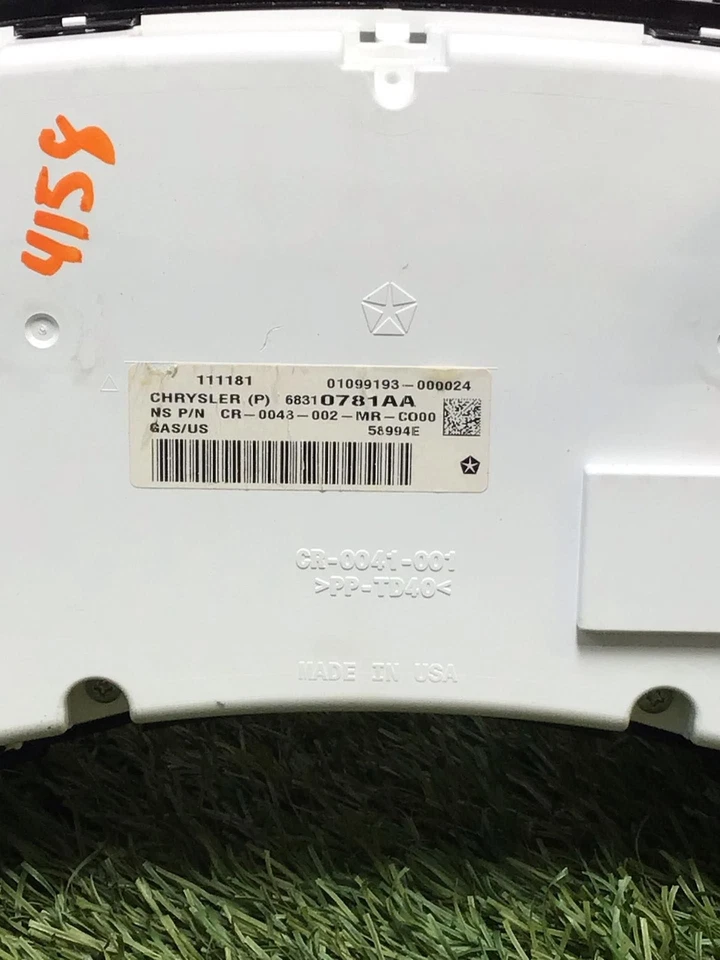 4158
111181 01099193-000024
CHRYSLER (P) 68310781AA
NS P/N CR-0043-002-MR-CO00
GAS/US 58994E
CR-0041-001
>PP-TD40<
MADE IN USA